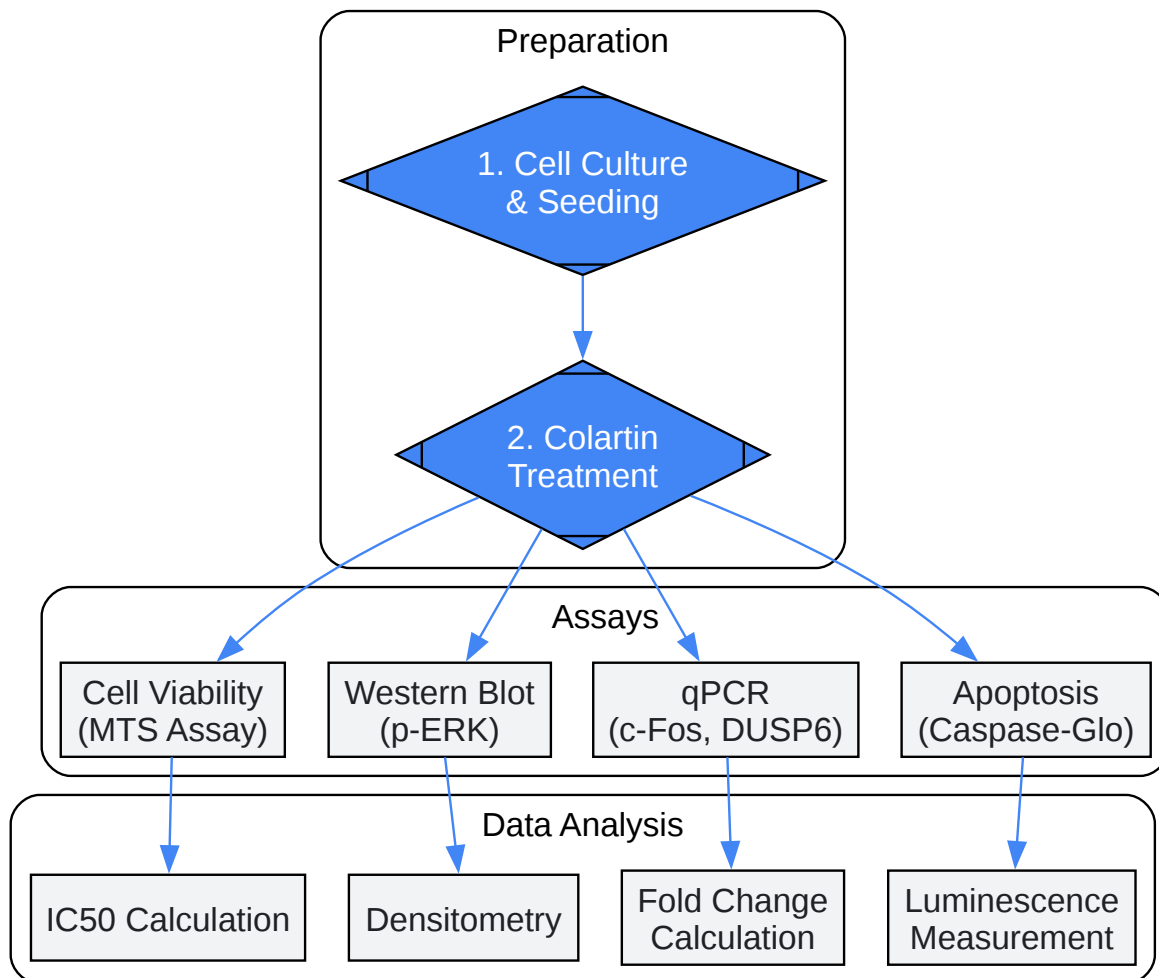 Preparation
1. Cell Culture
& Seeding
2. Colartin
Treatment
Assays
Cell Viability
(MTS Assay)
Western Blot
(p-ERK)
qPCR
(c-Fos, DUSP6)
Apoptosis
(Caspase-Glo)
Data Analysis
IC50 Calculation
Densitometry
Fold Change
Calculation
Luminescence
Measurement